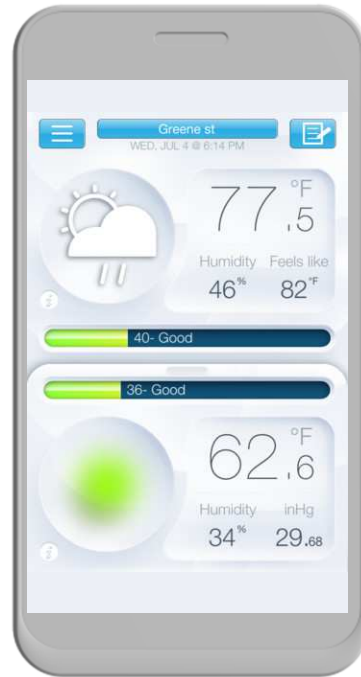 Greene st
WED, JUL 4 @ 6:14 PM
77.5 °F
Humidity Feels like
46% 82°F
i
40- Good
36- Good
62.6 °F
Humidity inHg
34% 29.68
i